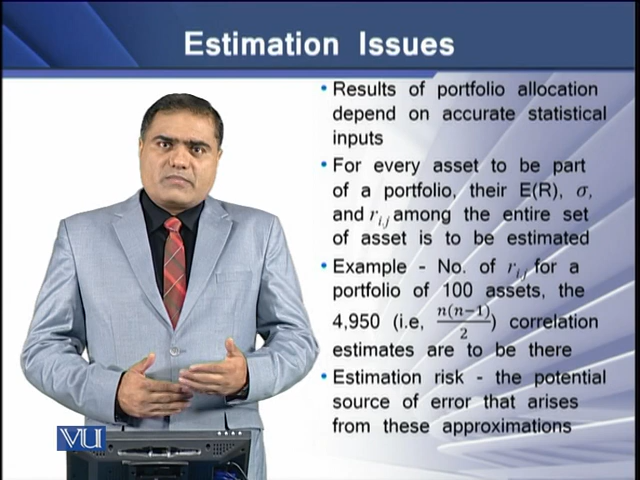 Estimation Issues
• Results of portfolio allocation
depend on accurate statistical
inputs
• For every asset to be part
of a portfolio, their E(R), σ,
and r_{i,j} among the entire set
of asset is to be estimated
• Example - No. of r_{i,j} for a
portfolio of 100 assets, the
4,950 (i.e, \frac{n(n-1)}{2}) correlation
estimates are to be there
• Estimation risk - the potential
source of error that arises
from these approximations
VU